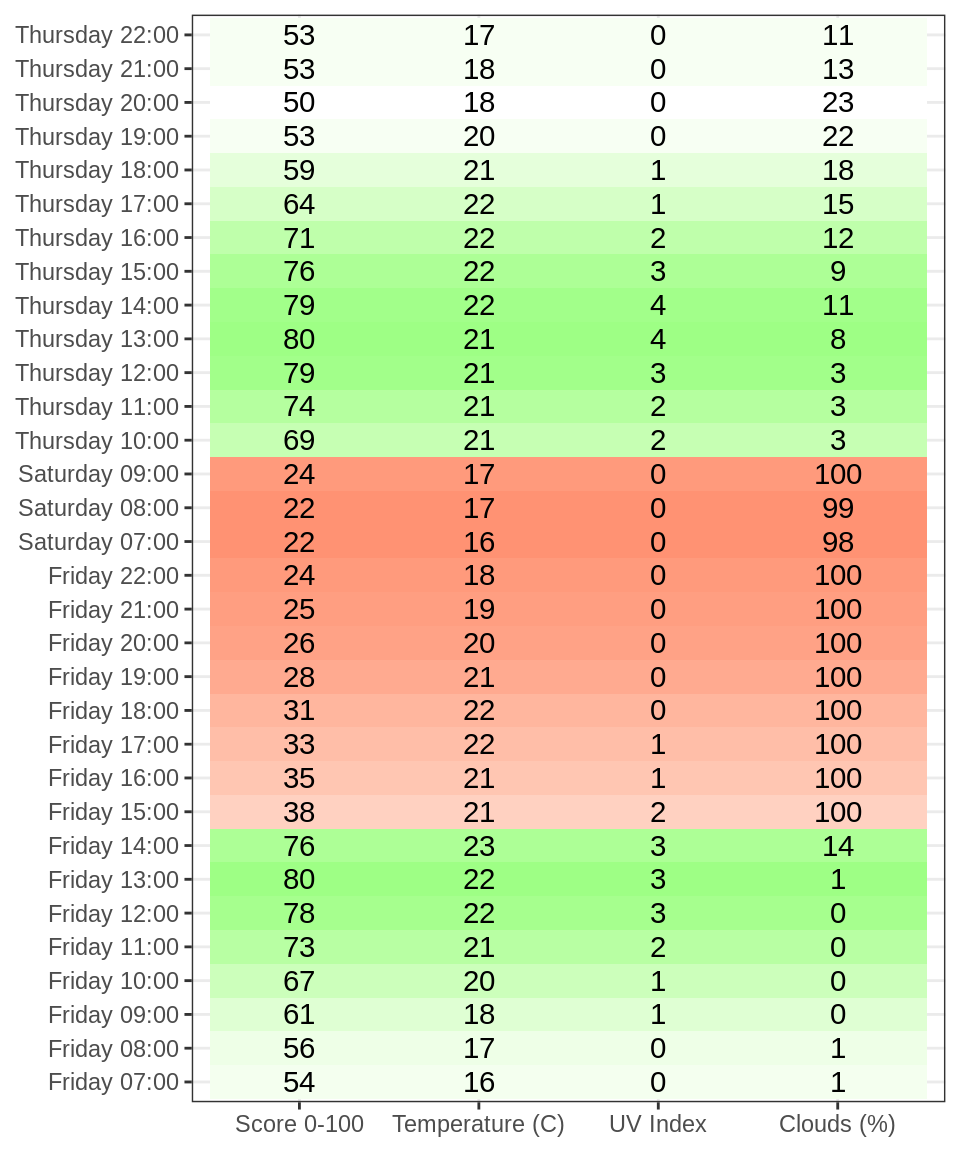 Thursday 22:00 53 17 0 11
Thursday 21:00 53 18 0 13
Thursday 20:00 50 18 0 23
Thursday 19:00 53 20 0 22
Thursday 18:00 59 21 1 18
Thursday 17:00 64 22 1 15
Thursday 16:00 71 22 2 12
Thursday 15:00 76 22 3 9
Thursday 14:00 79 22 4 11
Thursday 13:00 80 21 4 8
Thursday 12:00 79 21 3 3
Thursday 11:00 74 21 2 3
Thursday 10:00 69 21 2 3
Saturday 09:00 24 17 0 100
Saturday 08:00 22 17 0 99
Saturday 07:00 22 16 0 98
Friday 22:00 24 18 0 100
Friday 21:00 25 19 0 100
Friday 20:00 26 20 0 100
Friday 19:00 28 21 0 100
Friday 18:00 31 22 0 100
Friday 17:00 33 22 1 100
Friday 16:00 35 21 1 100
Friday 15:00 38 21 2 100
Friday 14:00 76 23 3 14
Friday 13:00 80 22 3 1
Friday 12:00 78 22 3 0
Friday 11:00 73 21 2 0
Friday 10:00 67 20 1 0
Friday 09:00 61 18 1 0
Friday 08:00 56 17 0 1
Friday 07:00 54 16 0 1
Score 0-100 Temperature (C) UV Index Clouds (%)